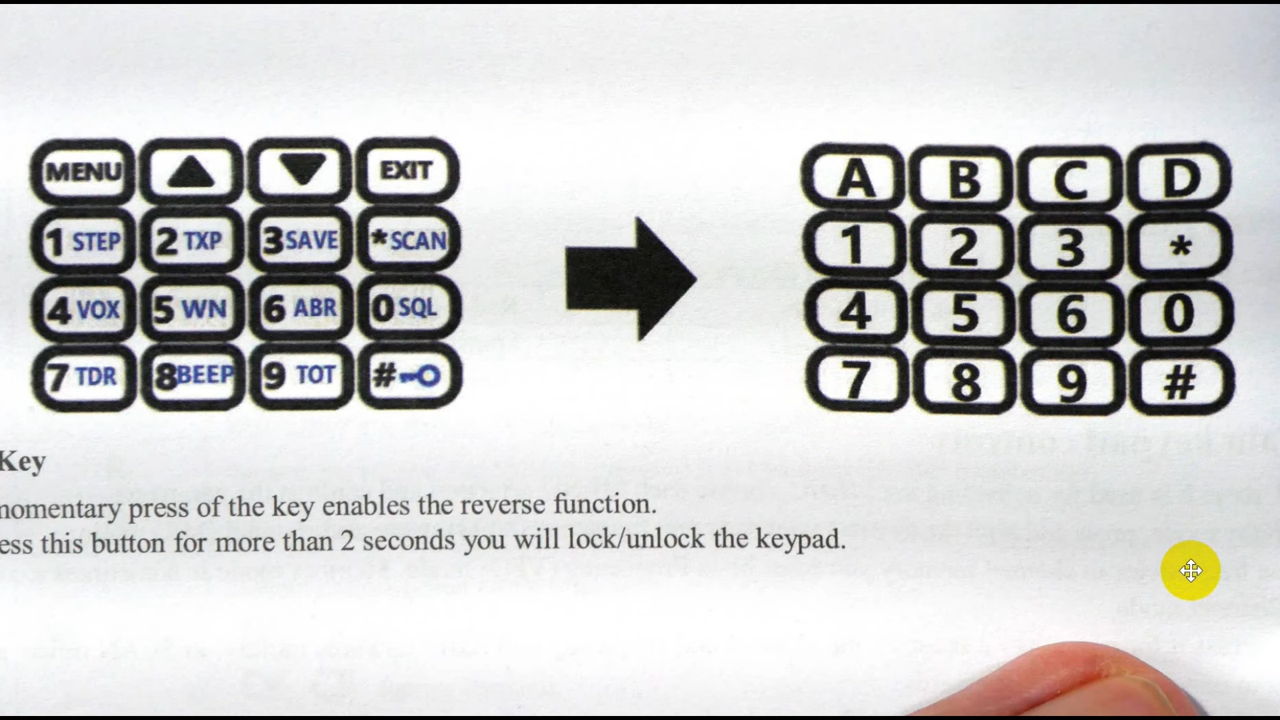 MENU ▲ ▼ EXIT
1 STEP 2 TXP 3 SAVE * SCAN
4 VOX 5 WN 6 ABR 0 SQL
7 TDR 8 BEEP 9 TOT #
A B C D
1 2 3 *
4 5 6 0
7 8 9 #
Key
momentary press of the key enables the reverse function.
ess this button for more than 2 seconds you will lock/unlock the keypad.